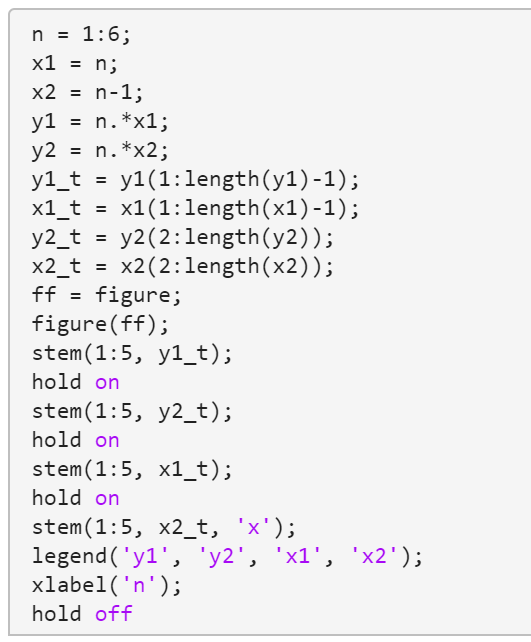 n = 1:6;
x1 = n;
x2 = n-1;
y1 = n.*x1;
y2 = n.*x2;
y1_t = y1(1:length(y1)-1);
x1_t = x1(1:length(x1)-1);
y2_t = y2(2:length(y2));
x2_t = x2(2:length(x2));
ff = figure;
figure(ff);
stem(1:5, y1_t);
hold on
stem(1:5, y2_t);
hold on
stem(1:5, x1_t);
hold on
stem(1:5, x2_t, 'x');
legend('y1', 'y2', 'x1', 'x2');
xlabel('n');
hold off